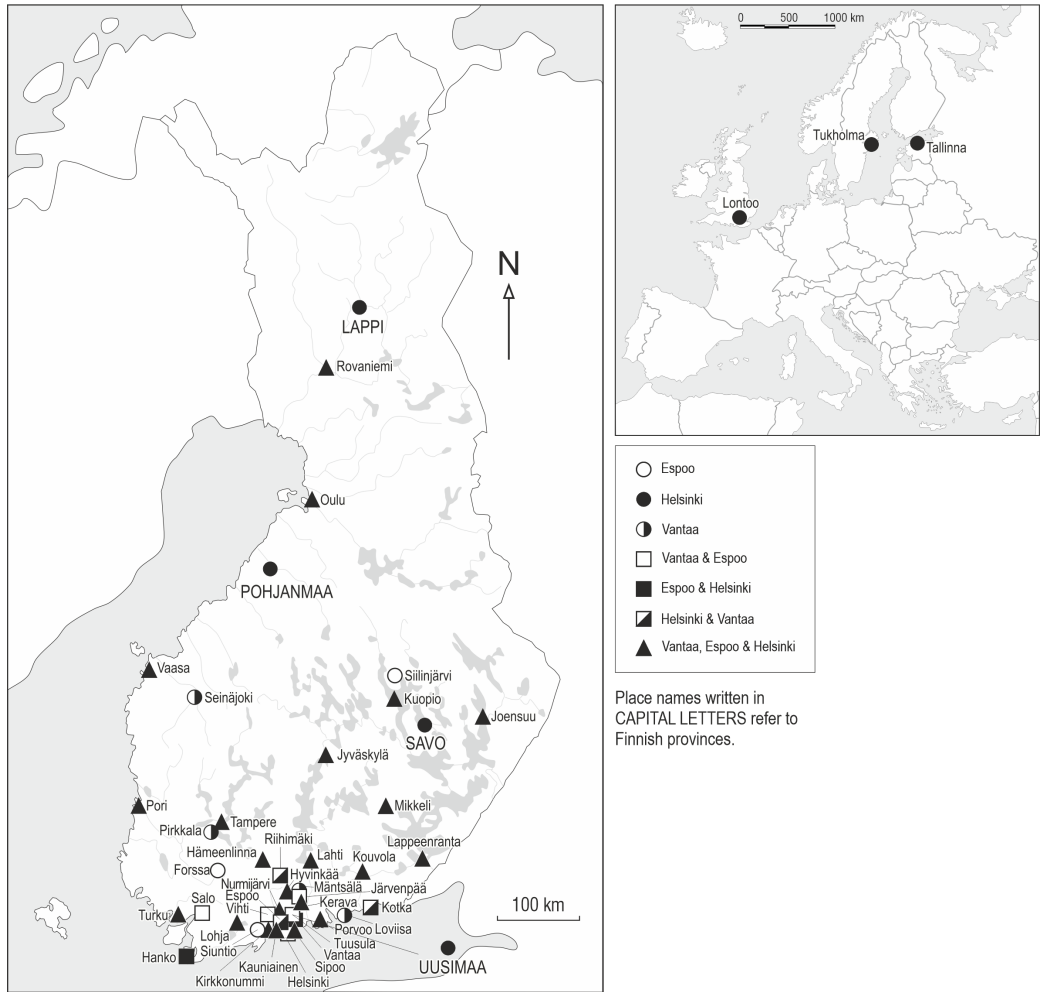 N
LAPPI
Rovaniemi
Oulu
POHJANMAA
Vaasa
Seinäjoki
Siilinjärvi
Kuopio
Joensuu
SAVO
Jyväskylä
Pori
Mikkeli
Tampere
Pirkkala
Riihimäki
Lappeenranta
Hämeenlinna
Lahti
Kouvola
Forssa
Hyvinkää
Nurmijärvi
Mäntsälä
Järvenpää
Salo
Espoo
Kerava
Kotka
100 km
Turku
Vihti
Porvoo
Loviisa
Lohja
Tuusula
Siuntio
Vantaa
Hanko
Kauniainen
Sipoo
UUSIMAA
Kirkkonummi
Helsinki
0 500 1000 km
Tukholma
Tallinna
Lontoo
Espoo
Helsinki
Vantaa
Vantaa & Espoo
Espoo & Helsinki
Helsinki & Vantaa
Vantaa, Espoo & Helsinki
Place names written in
CAPITAL LETTERS refer to
Finnish provinces.